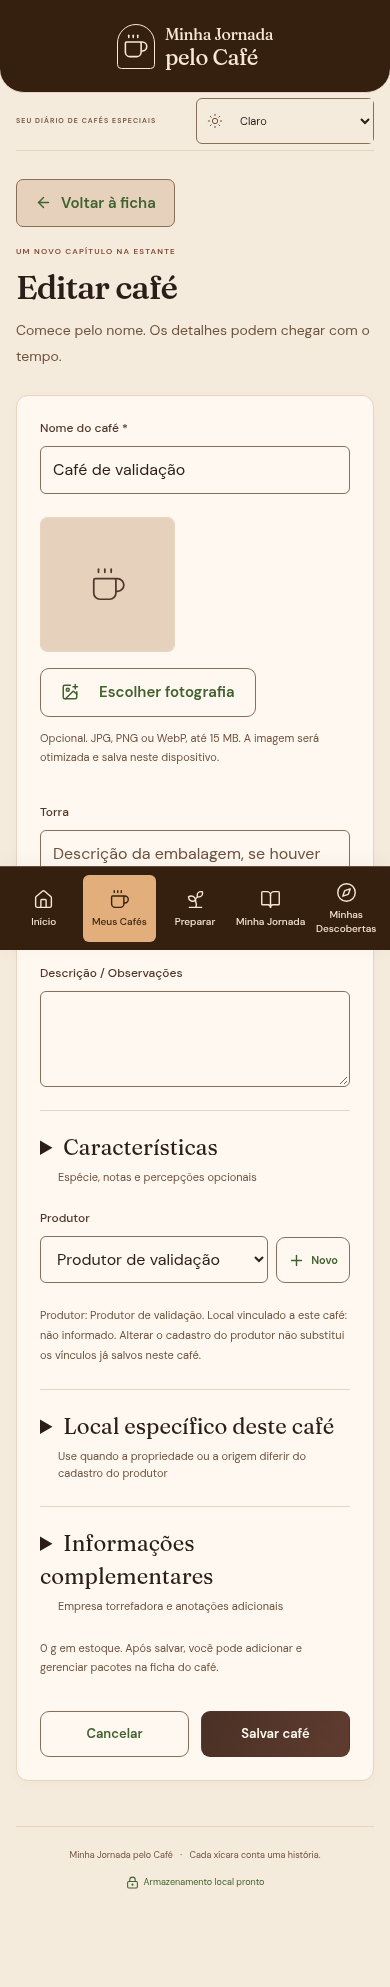 Minha Jornada
pelo Café
SEU DIÁRIO DE CAFÉS ESPECIAIS
Claro
Voltar à ficha
UM NOVO CAPÍTULO NA ESTANTE
Editar café
Comece pelo nome. Os detalhes podem chegar com o
tempo.
Nome do café *
Café de validação
Escolher fotografia
Opcional. JPG, PNG ou WebP, até 15 MB. A imagem será
otimizada e salva neste dispositivo.
Torra
Descrição da embalagem, se houver
Início
Meus Cafés
Preparar
Minha Jornada
Minhas
Descobertas
Descrição / Observações
Características
Espécie, notas e percepções opcionais
Produtor
Produtor de validação
Novo
Produtor: Produtor de validação. Local vinculado a este café:
não informado. Alterar o cadastro do produtor não substitui
os vínculos já salvos neste café.
Local específico deste café
Use quando a propriedade ou a origem diferir do
cadastro do produtor
Informações
complementares
Empresa torrefadora e anotações adicionais
0 g em estoque. Após salvar, você pode adicionar e
gerenciar pacotes na ficha do café.
Cancelar
Salvar café
Minha Jornada pelo Café · Cada xícara conta uma história.
Armazenamento local pronto